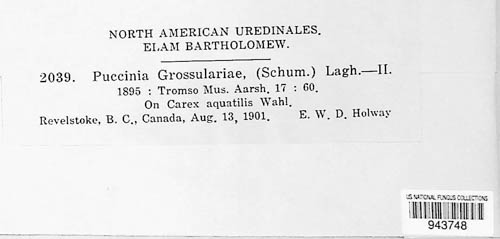 NORTH AMERICAN UREDINALES.
ELAM BARTHOLOMEW.
2039. Puccinia Grossulariae, (Schum.) Lagh.—II.
1895 : Tromso Mus. Aarsh. 17 : 60.
On Carex aquatilis Wahl.
Revelstoke, B. C., Canada, Aug. 13, 1901. E. W. D. Holway
US NATIONAL FUNGUS COLLECTIONS
943748